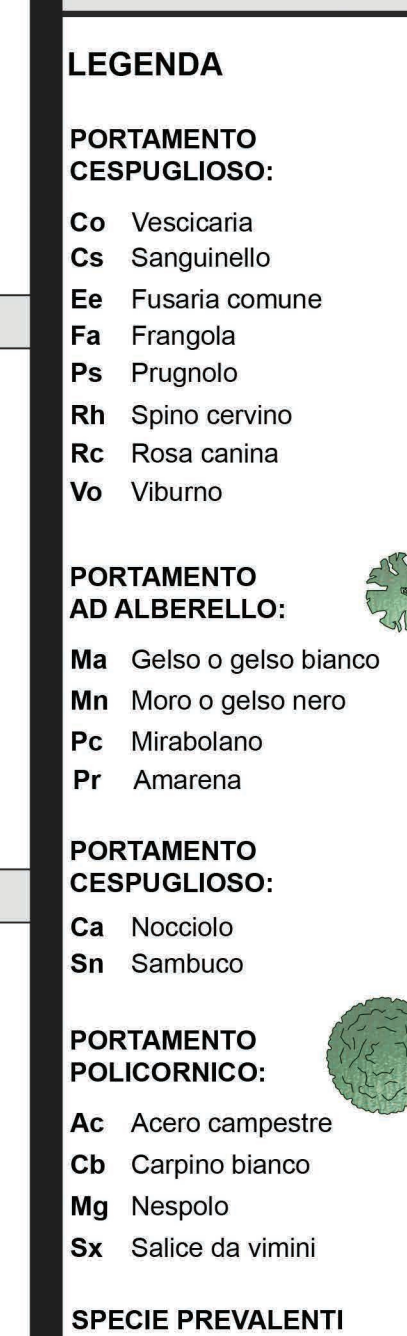 LEGENDA
PORTAMENTO
CESPUGLIOSO:
Co Vescicaria
Cs Sanguinello
Ee Fusaria comune
Fa Frangola
Ps Prugnolo
Rh Spino cervino
Rc Rosa canina
Vo Viburno
PORTAMENTO
AD ALBERELLO:
Ma Gelso o gelso bianco
Mn Moro o gelso nero
Pc Mirabolano
Pr Amarena
PORTAMENTO
CESPUGLIOSO:
Ca Nocciolo
Sn Sambuco
PORTAMENTO
POLICORNICO:
Ac Acero campestre
Cb Carpino bianco
Mg Nespolo
Sx Salice da vimini
SPECIE PREVALENTI